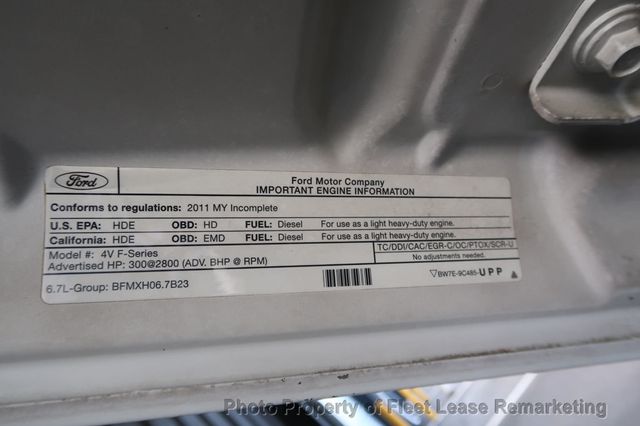 Ford
Ford Motor Company
IMPORTANT ENGINE INFORMATION
Conforms to regulations: 2011 MY Incomplete
U.S. EPA: HDE OBD: HD FUEL: Diesel For use as a light heavy-duty engine.
California: HDE OBD: EMD FUEL: Diesel For use as a light heavy-duty engine.
Model #: 4V F-Series TC/DDI/CAC/EGR-C/OC/PTOX/SCR-U
Advertised HP: 300@2800 (ADV. BHP @ RPM) No adjustments needed.
6.7L-Group: BFMXH06.7B23 BW7E-9C485-UPP
Photo Property of Fleet Lease Remarketing